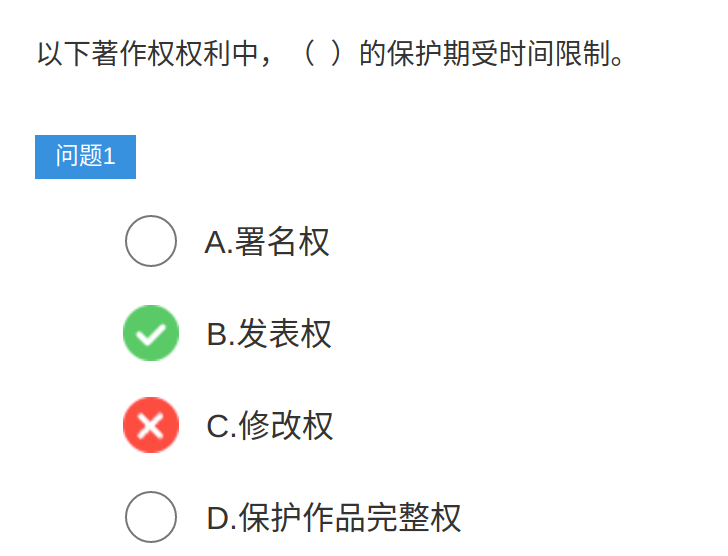 以下著作权权利中，（ ）的保护期受时间限制。
问题1
A.署名权
B.发表权
C.修改权
D.保护作品完整权